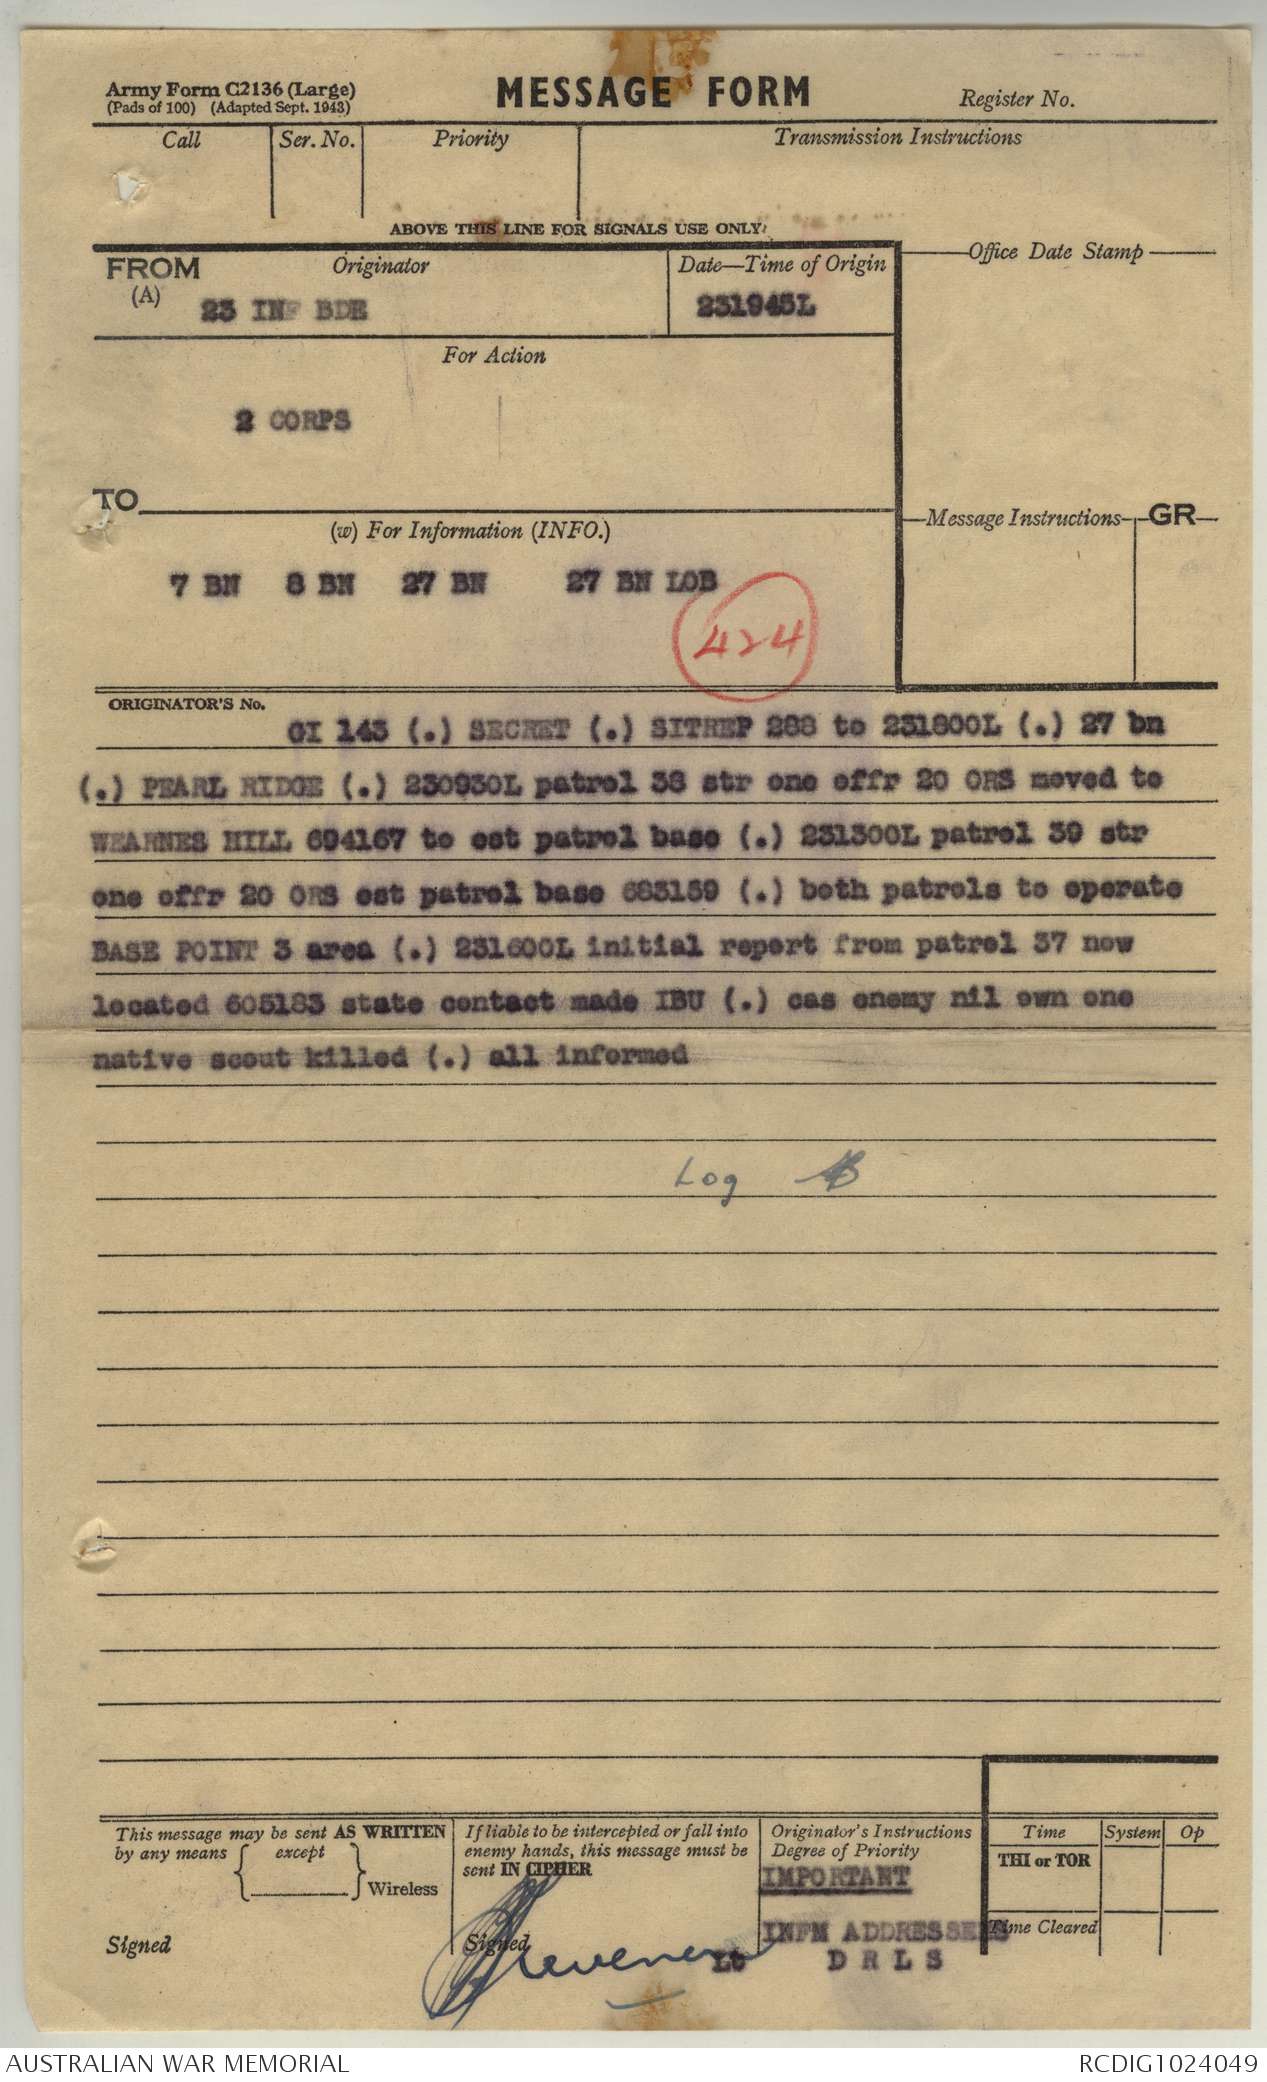 Army Form C2136 (Large)
(Pads of 100) (Adapted Sept. 1943)
MESSAGE FORM
Register No.
Call Ser. No. Priority Transmission Instructions
ABOVE THIS LINE FOR SIGNALS USE ONLY
FROM (A) Originator Date—Time of Origin Office Date Stamp
23 INF BDE 231945L
For Action
2 CORPS
TO
(w) For Information (INFO.) Message Instructions GR
7 BN 8 BN 27 BN 27 BN LOB
424
ORIGINATOR'S No.
GI 143 (.) SECRET (.) SITREP 288 to 231800L (.) 27 bn
(.) PEARL RIDGE (.) 230930L patrol 38 str one offr 20 ORS moved to
WEARNES HILL 694167 to est patrol base (.) 231300L patrol 39 str
one offr 20 ORS est patrol base 683159 (.) both patrols to operate
BASE POINT 3 area (.) 231600L initial report from patrol 37 now
located 605183 state contact made IBU (.) cas enemy nil own one
native scout killed (.) all informed
Log
This message may be sent AS WRITTEN
by any means except
Wireless
Signed
If liable to be intercepted or fall into
enemy hands, this message must be
sent IN CIPHER
Signed
Lt
Originator's Instructions
Degree of Priority
IMPORTANT
INFM ADDRESSEES
D R L S
Time System Op
THI or TOR
Time Cleared
AUSTRALIAN WAR MEMORIAL
RCDIG1024049